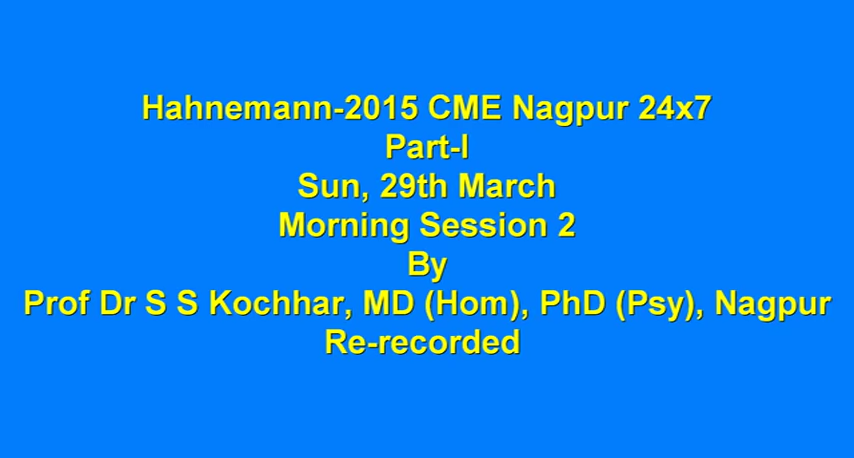 Hahnemann-2015 CME Nagpur 24x7
Part-I
Sun, 29th March
Morning Session 2
By
Prof Dr S S Kochhar, MD (Hom), PhD (Psy), Nagpur
Re-recorded